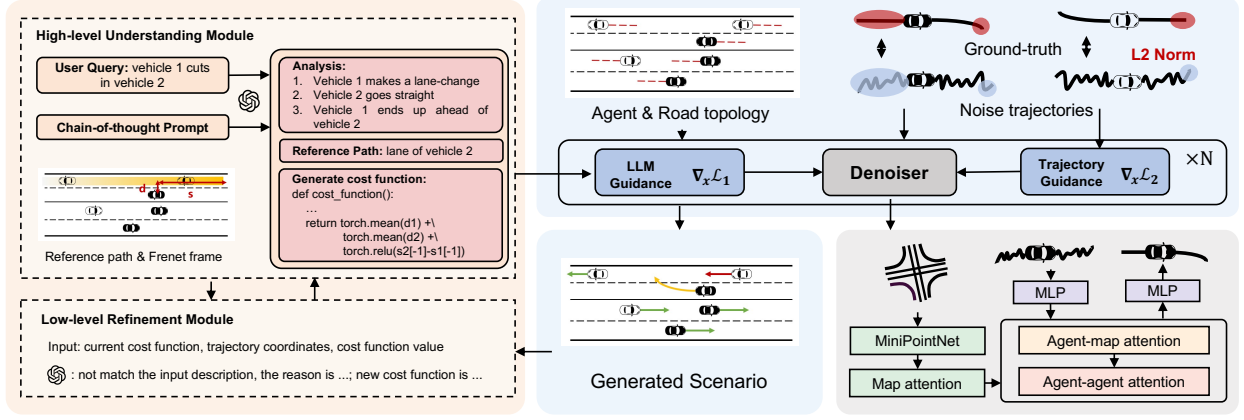 High-level Understanding Module
User Query: vehicle 1 cuts
in vehicle 2
Chain-of-thought Prompt
d
s
Reference path & Frenet frame
Analysis:
1. Vehicle 1 makes a lane-change
2. Vehicle 2 goes straight
3. Vehicle 1 ends up ahead of
vehicle 2
Reference Path: lane of vehicle 2
Generate cost function:
def cost_function():
...
return torch.mean(d1) +\
torch.mean(d2) +\
torch.relu(s2[-1]-s1[-1])
Low-level Refinement Module
Input: current cost function, trajectory coordinates, cost function value
: not match the input description, the reason is ...; new cost function is ...
Agent & Road topology
Ground-truth
L2 Norm
Noise trajectories
LLM
Guidance ∇ₓℒ₁
Denoiser
Trajectory
Guidance ∇ₓℒ₂
×N
Generated Scenario
MLP
MLP
MiniPointNet
Map attention
Agent-map attention
Agent-agent attention